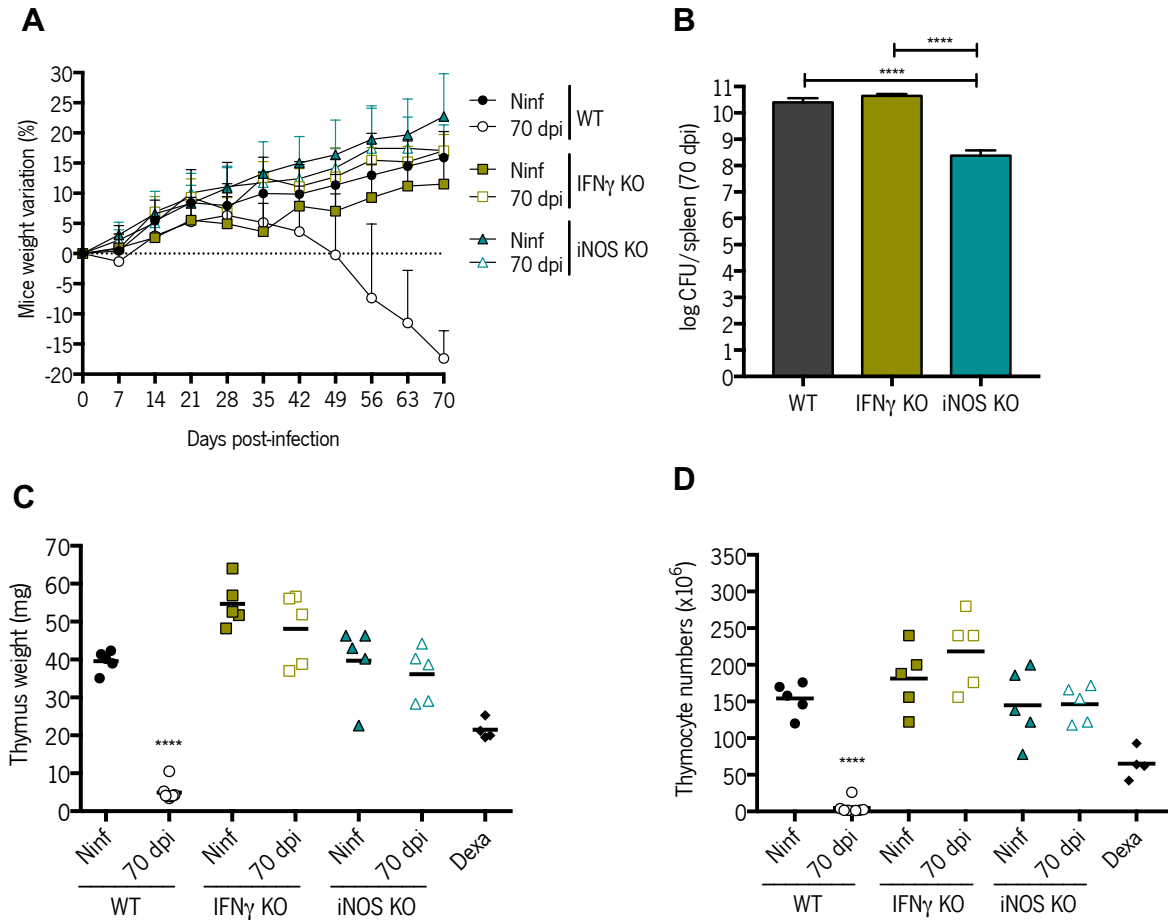 A
Mice weight variation (%)
30
25
20
15
10
5
0
-5
-10
-15
-20
0 7 14 21 28 35 42 49 56 63 70
Days post-infection
Ninf
70 dpi
WT
Ninf
70 dpi
IFNγ KO
Ninf
70 dpi
iNOS KO
B
log CFU/ spleen (70 dpi)
****
****
11
10
9
8
7
6
5
4
3
2
1
0
WT IFNγ KO iNOS KO
C
Thymus weight (mg)
70
60
50
40
30
20
10
0
****
Ninf 70 dpi Ninf 70 dpi Ninf 70 dpi Dexa
WT IFNγ KO iNOS KO
D
Thymocyte numbers (x10⁶)
350
300
250
200
150
100
50
0
****
Ninf 70 dpi Ninf 70 dpi Ninf 70 dpi Dexa
WT IFNγ KO iNOS KO